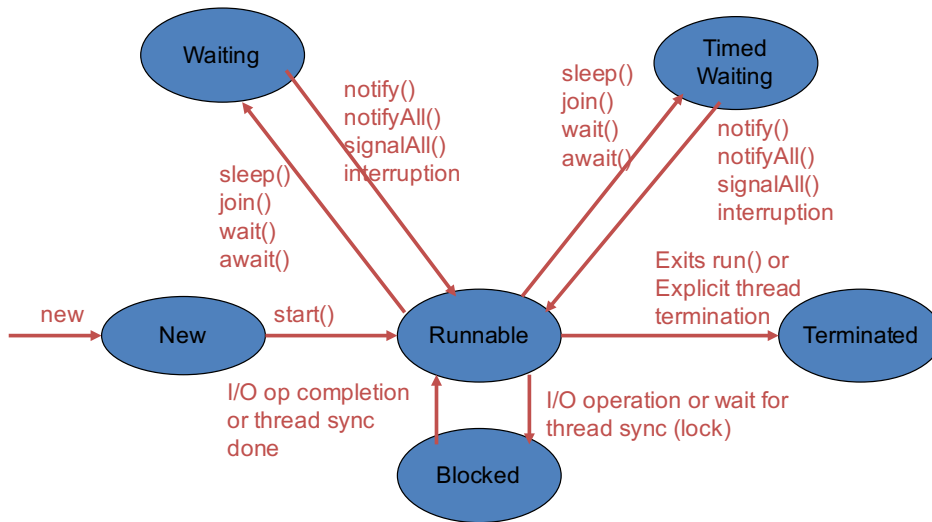 Waiting
notify()
notifyAll()
signalAll()
interruption
sleep()
join()
wait()
await()
Timed
Waiting
sleep()
join()
wait()
await()
notify()
notifyAll()
signalAll()
interruption
new
New
start()
Runnable
Exits run() or
Explicit thread
termination
Terminated
I/O op completion
or thread sync
done
I/O operation or wait for
thread sync (lock)
Blocked